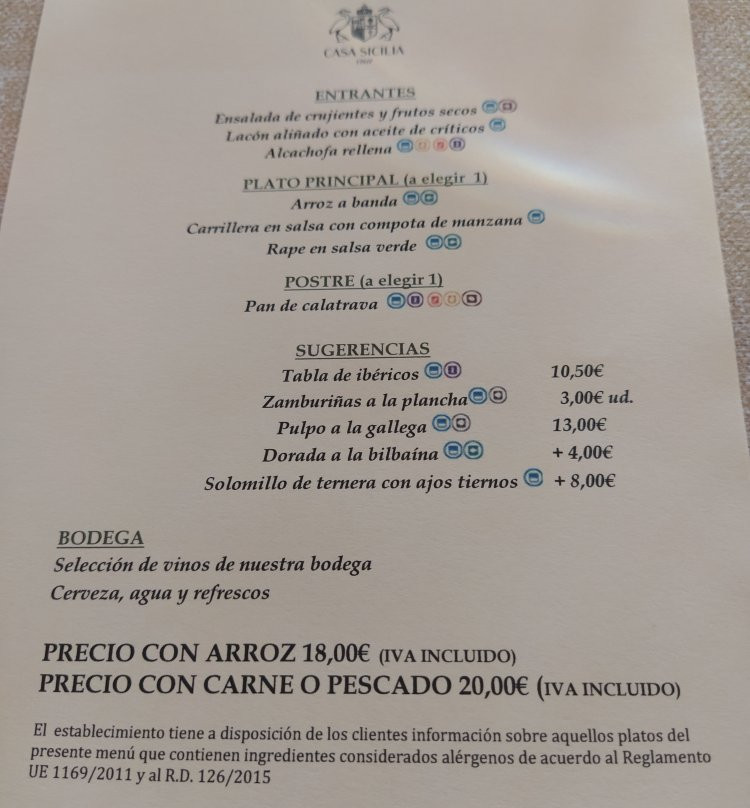 CASA SICILIA
ENTRANTES
Ensalada de crujientes y frutos secos
Lacón aliñado con aceite de críticos
Alcachofa rellena
PLATO PRINCIPAL (a elegir 1)
Arroz a banda
Carrillera en salsa con compota de manzana
Rape en salsa verde
POSTRE (a elegir 1)
Pan de calatrava
SUGERENCIAS
Tabla de ibéricos 10,50€
Zamburiñas a la plancha 3,00€ ud.
Pulpo a la gallega 13,00€
Dorada a la bilbaína + 4,00€
Solomillo de ternera con ajos tiernos + 8,00€
BODEGA
Selección de vinos de nuestra bodega
Cerveza, agua y refrescos
PRECIO CON ARROZ 18,00€ (IVA INCLUIDO)
PRECIO CON CARNE O PESCADO 20,00€ (IVA INCLUIDO)
El establecimiento tiene a disposición de los clientes información sobre aquellos platos del
presente menú que contienen ingredientes considerados alérgenos de acuerdo al Reglamento
UE 1169/2011 y al R.D. 126/2015